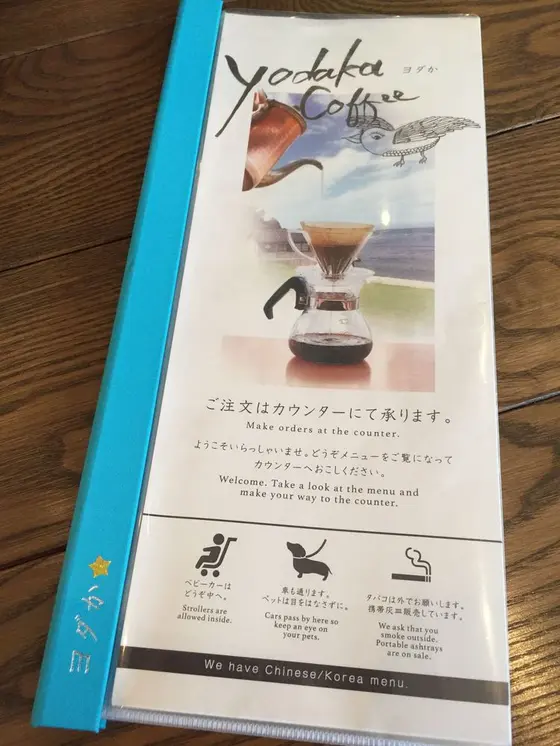 yodaka
ヨダか
Coffee
ご注文はカウンターにて承ります。
Make orders at the counter.
ようこそいらっしゃいませ。どうぞメニューをご覧になって
カウンターへおこしください。
Welcome. Take a look at the menu and
make your way to the counter.
ベビーカーは
どうぞ中へ。
Strollers are
allowed inside.
車も通ります。
ペットは目をはなさずに。
Cars pass by here so
keep an eye on
your pets.
タバコは外でお願いします。
携帯灰皿販売しています。
We ask that you
smoke outside.
Portable ashtrays
are on sale.
We have Chinese/Korea menu.
ヨダか